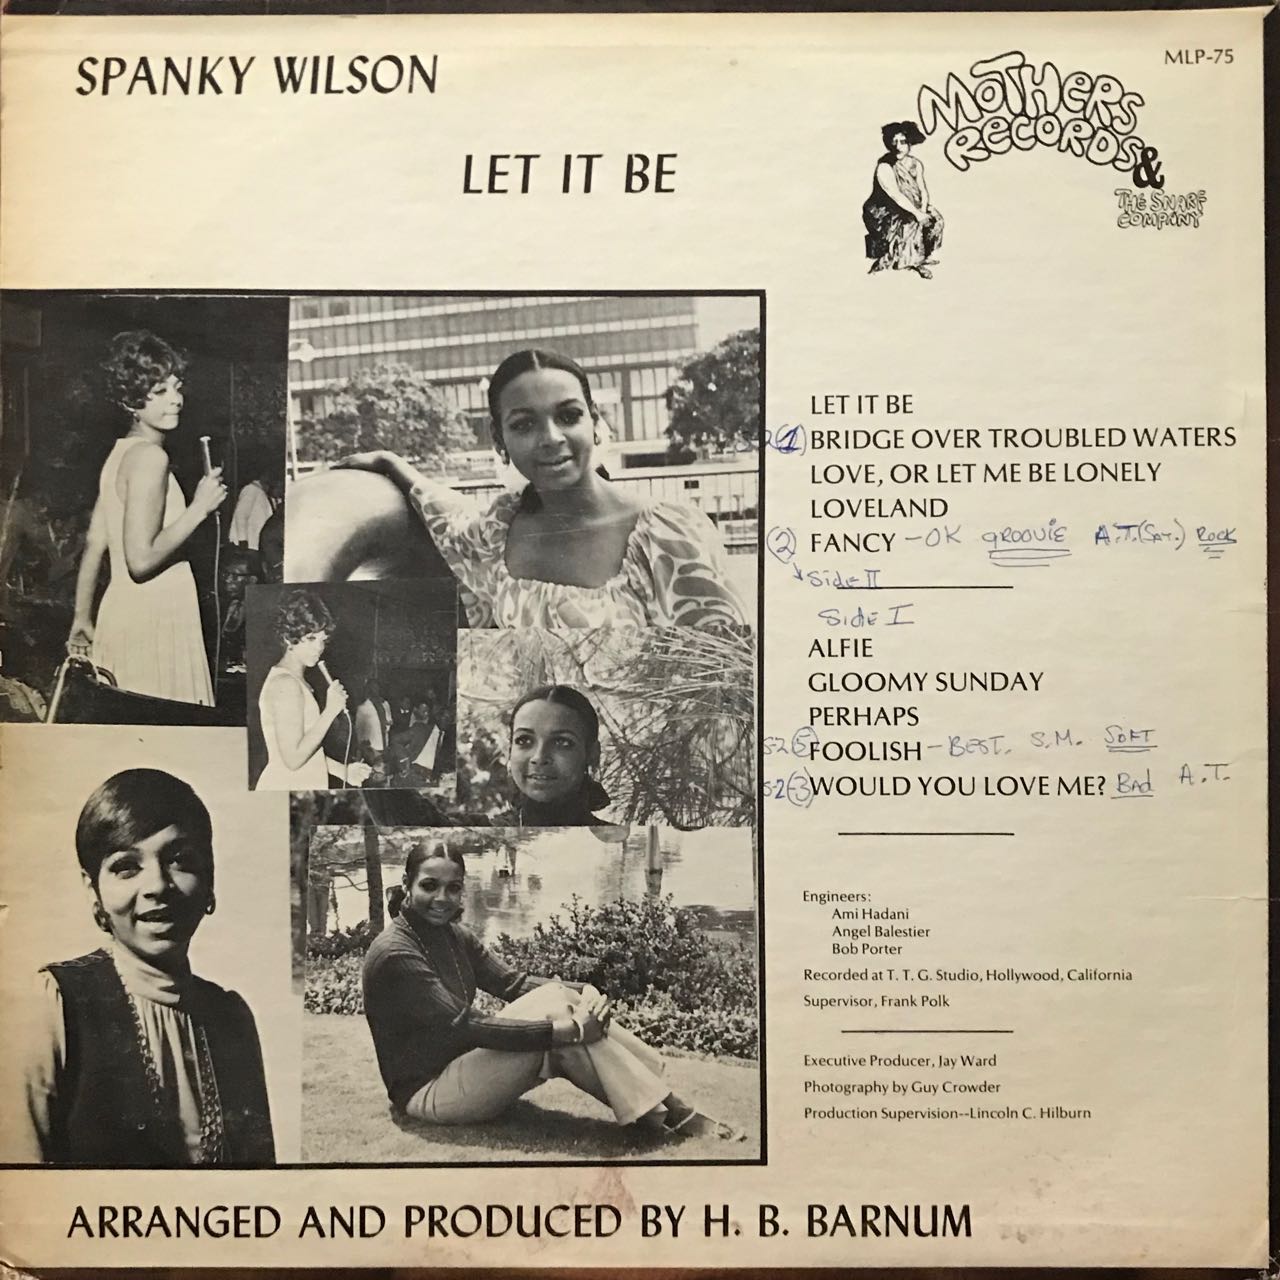 SPANKY WILSON
LET IT BE
MLP-75
MOTHERS
RECORDS &
THE SNARF
COMPANY
LET IT BE
(1) BRIDGE OVER TROUBLED WATERS
LOVE, OR LET ME BE LONELY
LOVELAND
(2) FANCY - OK GROOVIE A.T. (Sat.) Rock
Side II
Side I
ALFIE
GLOOMY SUNDAY
PERHAPS
S-2 (5) FOOLISH - BEST. S.M. SOFT
S-2 (3) WOULD YOU LOVE ME? BAd A.T.
Engineers:
Ami Hadani
Angel Balestier
Bob Porter
Recorded at T. T. G. Studio, Hollywood, California
Supervisor, Frank Polk
Executive Producer, Jay Ward
Photography by Guy Crowder
Production Supervision--Lincoln C. Hilburn
ARRANGED AND PRODUCED BY H. B. BARNUM